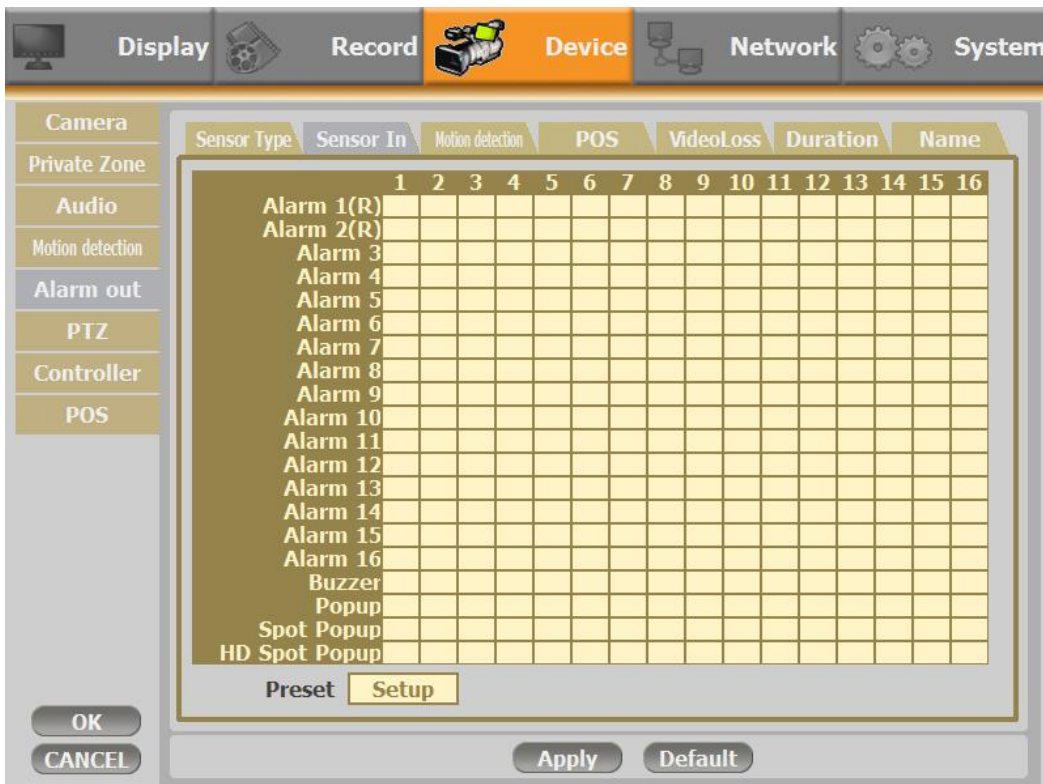 Display Record Device Network System
Camera
Private Zone
Audio
Motion detection
Alarm out
PTZ
Controller
POS
OK
CANCEL
Sensor Type Sensor In Motion detection POS VideoLoss Duration Name
1 2 3 4 5 6 7 8 9 10 11 12 13 14 15 16
Alarm 1(R)
Alarm 2(R)
Alarm 3
Alarm 4
Alarm 5
Alarm 6
Alarm 7
Alarm 8
Alarm 9
Alarm 10
Alarm 11
Alarm 12
Alarm 13
Alarm 14
Alarm 15
Alarm 16
Buzzer
Popup
Spot Popup
HD Spot Popup
Preset Setup
Apply Default